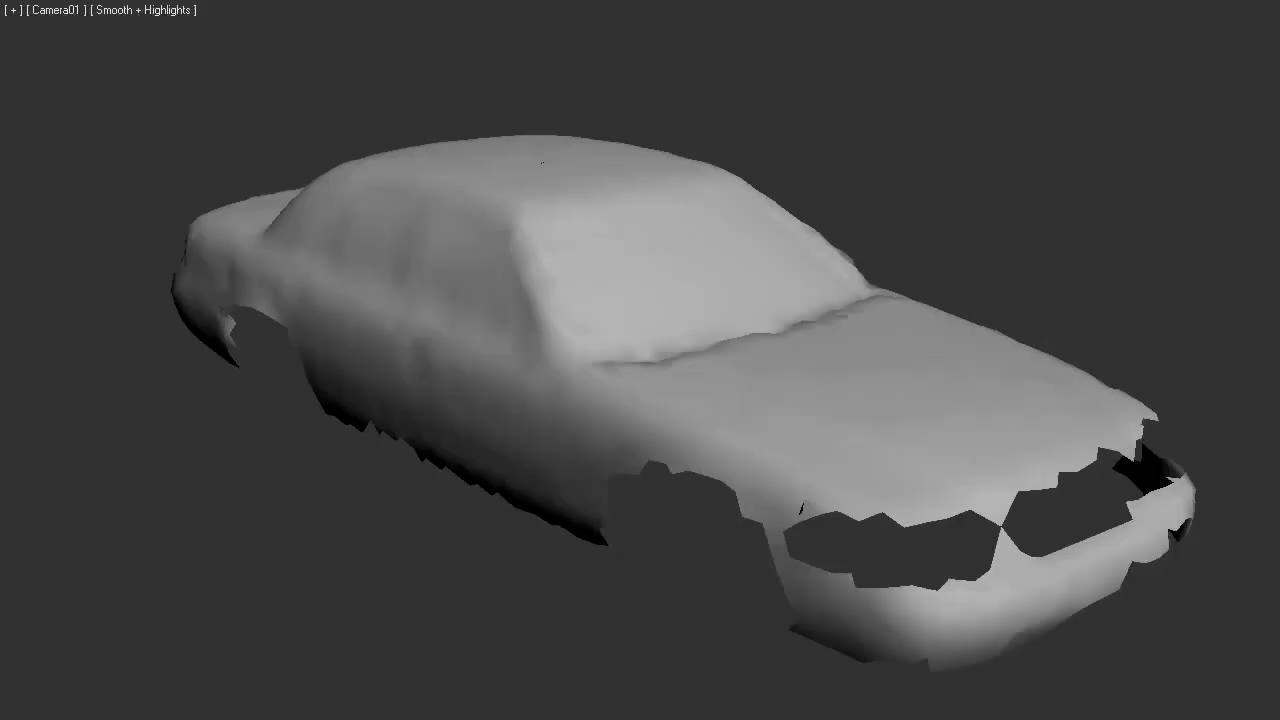 [ + ] [ Camera01 ] [ Smooth + Highlights ]